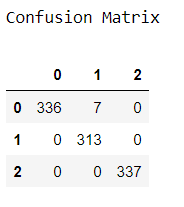 Confusion Matrix
0 1 2
0 336 7 0
1 0 313 0
2 0 0 337